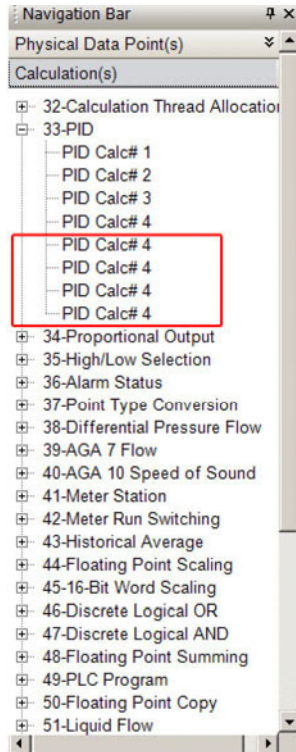 Navigation Bar
Physical Data Point(s)
Calculation(s)
32-Calculation Thread Allocation
33-PID
PID Calc# 1
PID Calc# 2
PID Calc# 3
PID Calc# 4
PID Calc# 4
PID Calc# 4
PID Calc# 4
PID Calc# 4
34-Proportional Output
35-High/Low Selection
36-Alarm Status
37-Point Type Conversion
38-Differential Pressure Flow
39-AGA 7 Flow
40-AGA 10 Speed of Sound
41-Meter Station
42-Meter Run Switching
43-Historical Average
44-Floating Point Scaling
45-16-Bit Word Scaling
46-Discrete Logical OR
47-Discrete Logical AND
48-Floating Point Summing
49-PLC Program
50-Floating Point Copy
51-Liquid Flow